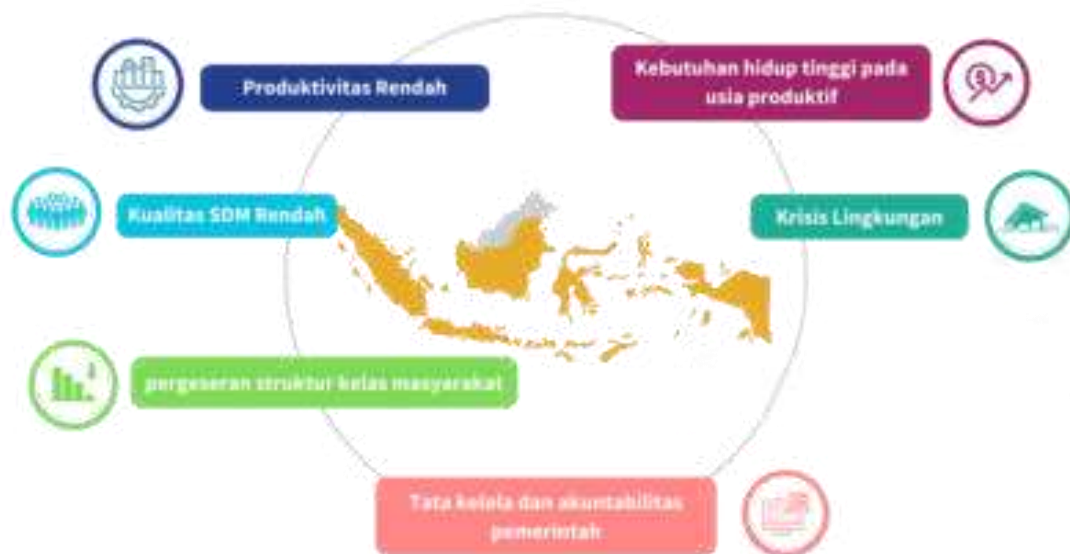 Produktivitas Rendah
Kebutuhan hidup tinggi pada
usia produktif
Kualitas SDM Rendah
Krisis Lingkungan
pergeseran struktur kelas masyarakat
Tata kelola dan akuntabilitas
pemerintah